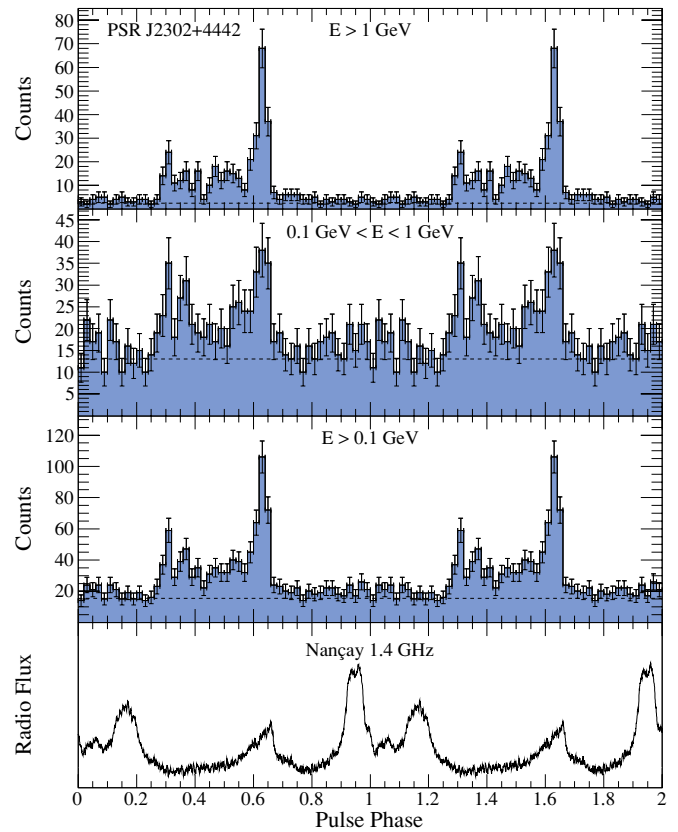 PSR J2302+4442
E > 1 GeV
Counts
80
70
60
50
40
30
20
10
0.1 GeV < E < 1 GeV
Counts
45
40
35
30
25
20
15
10
5
E > 0.1 GeV
Counts
120
100
80
60
40
20
Nançay 1.4 GHz
Radio Flux
0 0.2 0.4 0.6 0.8 1 1.2 1.4 1.6 1.8 2
Pulse Phase